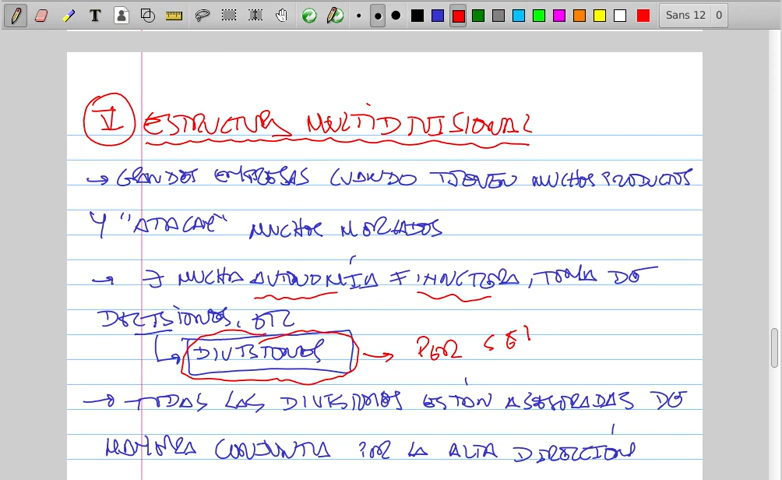 Sans 12 0
V ESTRUCTURA MULTIDIVISIONAL
→ GRANDES EMPRESAS CUANDO TIENEN MUCHOS PRODUCTOS
Y "ATACAR" MUCHOS MERCADOS
→ ∃ MUCHA AUTONOMÍA FINANCIERA, TOMA DE
DECISIONES, ETC
↳ DIVISIONES → POR
→ TODAS LAS DIVISIONES ESTÁN ASESORADAS DE
MANERA CONJUNTA POR LA ALTA DIRECCIÓN